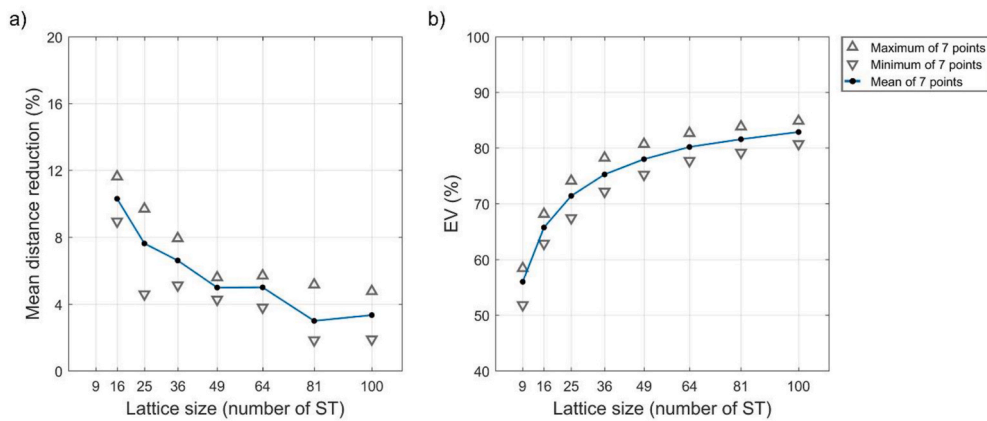 a)
Mean distance reduction (%)
20
16
12
8
4
0
9 16 25 36 49 64 81 100
Lattice size (number of ST)
b)
EV (%)
100
90
80
70
60
50
40
9 16 25 36 49 64 81 100
Lattice size (number of ST)
Maximum of 7 points
Minimum of 7 points
Mean of 7 points